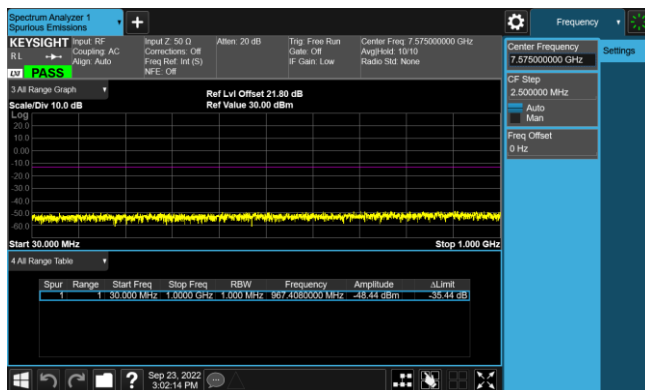 Spectrum Analyzer 1
Spurious Emissions
Frequency
KEYSIGHT
RL
LXI
PASS
Input: RF
Coupling: AC
Align: Auto
Input Z: 50 Ω
Corrections: Off
Freq Ref: Int (S)
NFE: Off
Atten: 20 dB
Trig: Free Run
Gate: Off
IF Gain: Low
Center Freq: 7.575000000 GHz
Avg|Hold: 10/10
Radio Std: None
Center Frequency
7.575000000 GHz
Settings
CF Step
2.500000 MHz
Auto
Man
Freq Offset
0 Hz
3 All Range Graph
Scale/Div 10.0 dB
Ref Lvl Offset 21.80 dB
Ref Value 30.00 dBm
Log
20.0
10.0
0.00
-10.0
-20.0
-30.0
-40.0
-50.0
-60.0
Start 30.000 MHz
Stop 1.000 GHz
4 All Range Table
Spur Range Start Freq Stop Freq RBW Frequency Amplitude ΔLimit
1 1 30.000 MHz 1.0000 GHz 1.000 MHz 967.4080000 MHz -48.44 dBm -35.44 dB
?
Sep 23, 2022
3:02:14 PM